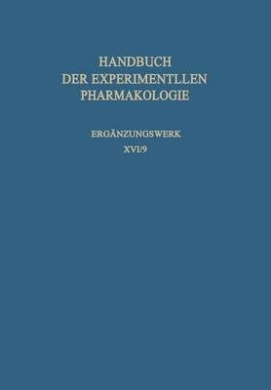 HANDBUCH
DER EXPERIMENTLLEN
PHARMAKOLOGIE
ERGÄNZUNGSWERK
XVI/9